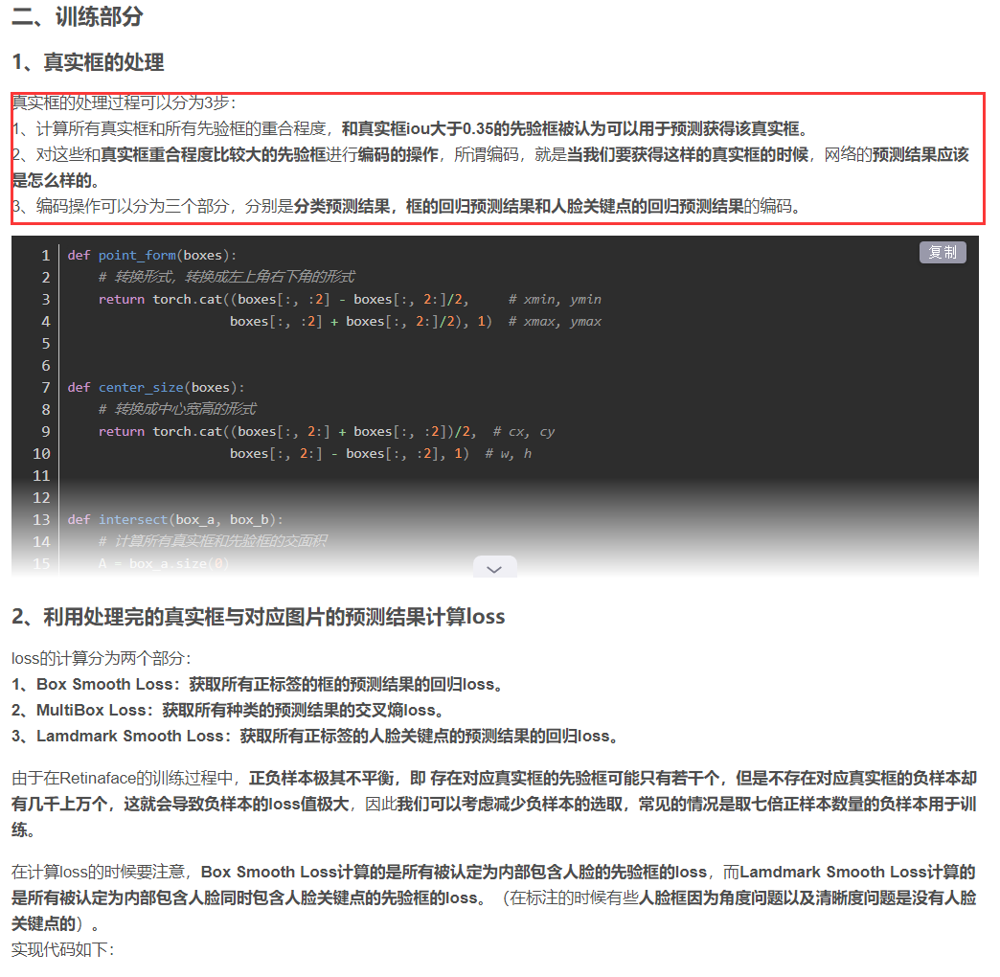 二、训练部分
1、真实框的处理
真实框的处理过程可以分为3步：
1、计算所有真实框和所有先验框的重合程度，和真实框iou大于0.35的先验框被认为可以用于预测获得该真实框。
2、对这些和真实框重合程度比较大的先验框进行编码的操作，所谓编码，就是当我们要获得这样的真实框的时候，网络的预测结果应该
是怎么样的。
3、编码操作可以分为三个部分，分别是分类预测结果，框的回归预测结果和人脸关键点的回归预测结果的编码。
复制
1 def point_form(boxes):
2 # 转换形式，转换成左上角右下角的形式
3 return torch.cat((boxes[:, :2] - boxes[:, 2:]/2, # xmin, ymin
4 boxes[:, :2] + boxes[:, 2:]/2), 1) # xmax, ymax
5
6
7 def center_size(boxes):
8 # 转换成中心宽高的形式
9 return torch.cat((boxes[:, 2:] + boxes[:, :2])/2, # cx, cy
10 boxes[:, 2:] - boxes[:, :2], 1) # w, h
11
12
13 def intersect(box_a, box_b):
14 # 计算所有真实框和先验框的交面积
15 A = box_a.size(0)
2、利用处理完的真实框与对应图片的预测结果计算loss
loss的计算分为两个部分：
1、Box Smooth Loss：获取所有正标签的框的预测结果的回归loss。
2、MultiBox Loss：获取所有种类的预测结果的交叉熵loss。
3、Lamdmark Smooth Loss：获取所有正标签的人脸关键点的预测结果的回归loss。
由于在Retinaface的训练过程中，正负样本极其不平衡，即 存在对应真实框的先验框可能只有若干个，但是不存在对应真实框的负样本却
有几千上万个，这就会导致负样本的loss值极大，因此我们可以考虑减少负样本的选取，常见的情况是取七倍正样本数量的负样本用于训
练。
在计算loss的时候要注意，Box Smooth Loss计算的是所有被认定为内部包含人脸的先验框的loss，而Lamdmark Smooth Loss计算的
是所有被认定为内部包含人脸同时包含人脸关键点的先验框的loss。（在标注的时候有些人脸框因为角度问题以及清晰度问题是没有人脸
关键点的）。
实现代码如下：